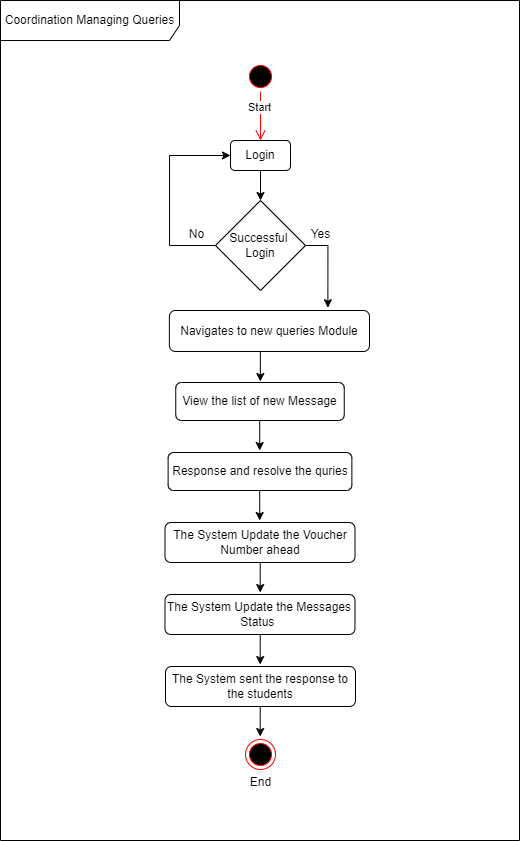 Coordination Managing Queries
Start
Login
No
Successful
Login
Yes
Navigates to new queries Module
View the list of new Message
Response and resolve the quries
The System Update the Voucher
Number ahead
The System Update the Messages
Status
The System sent the response to
the students
End